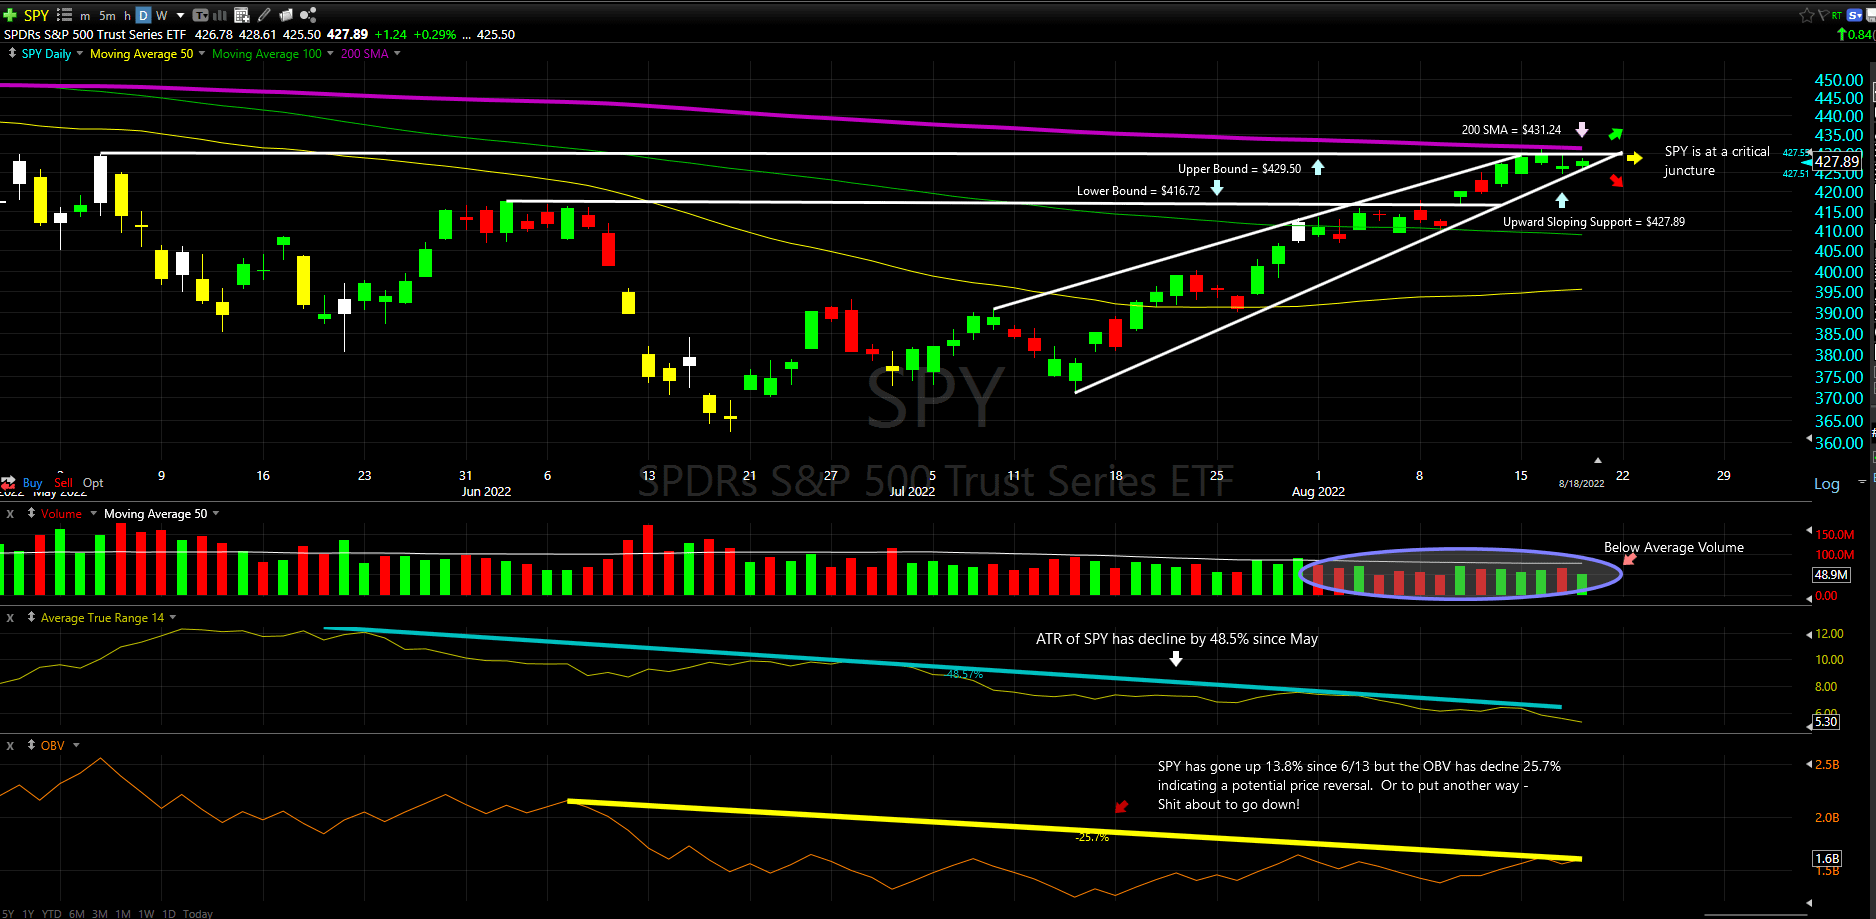 SPY m 5m h D W T RT S
SPDRs S&P 500 Trust Series ETF 426.78 428.61 425.50 427.89 +1.24 +0.29% ... 425.50
SPY Daily Moving Average 50 Moving Average 100 200 SMA
450.00
445.00
440.00
435.00
200 SMA = $431.24
SPY is at a critical
juncture
427.55
427.89
427.51
425.00
Upper Bound = $429.50
Lower Bound = $416.72
420.00
415.00
Upward Sloping Support = $427.89
410.00
405.00
400.00
395.00
390.00
385.00
380.00
375.00
370.00
365.00
360.00
SPY
SPDRs S&P 500 Trust Series ETF
9 16 23 31 6 13 21 27 5 11 18 25 1 8 15 22 29
Buy Sell Opt
May 2022 Jun 2022 Jul 2022 Aug 2022 8/18/2022
Log
X Volume Moving Average 50
150.0M
100.0M
Below Average Volume
48.9M
0.00
X Average True Range 14
12.00
ATR of SPY has decline by 48.5% since May
10.00
-48.57%
8.00
6.00
5.30
X OBV
2.5B
SPY has gone up 13.8% since 6/13 but the OBV has declne 25.7%
indicating a potential price reversal. Or to put another way -
Shit about to go down!
2.0B
-25.7%
1.6B
1.5B
5Y 1Y YTD 6M 3M 1M 1W 1D Today